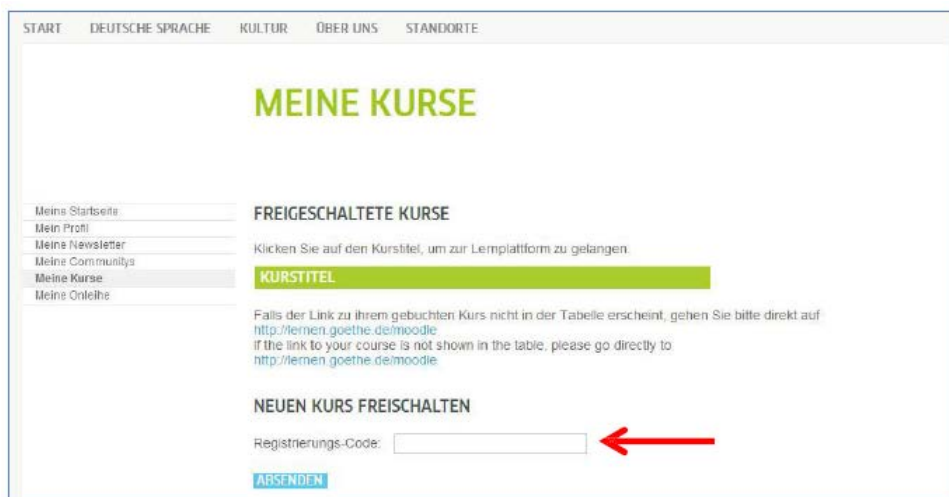 START DEUTSCHE SPRACHE KULTUR ÜBER UNS STANDORTE
MEINE KURSE
Meine Startseite
Mein Profil
Meine Newsletter
Meine Communitys
Meine Kurse
Meine Onleihe
FREIGESCHALTETE KURSE
Klicken Sie auf den Kurstitel, um zur Lernplattform zu gelangen.
KURSTITEL
Falls der Link zu ihrem gebuchten Kurs nicht in der Tabelle erscheint, gehen Sie bitte direkt auf
http://lernen.goethe.de/moodle
If the link to your course is not shown in the table, please go directly to
http://lernen.goethe.de/moodle
NEUEN KURS FREISCHALTEN
Registrierungs-Code:
ABSENDEN